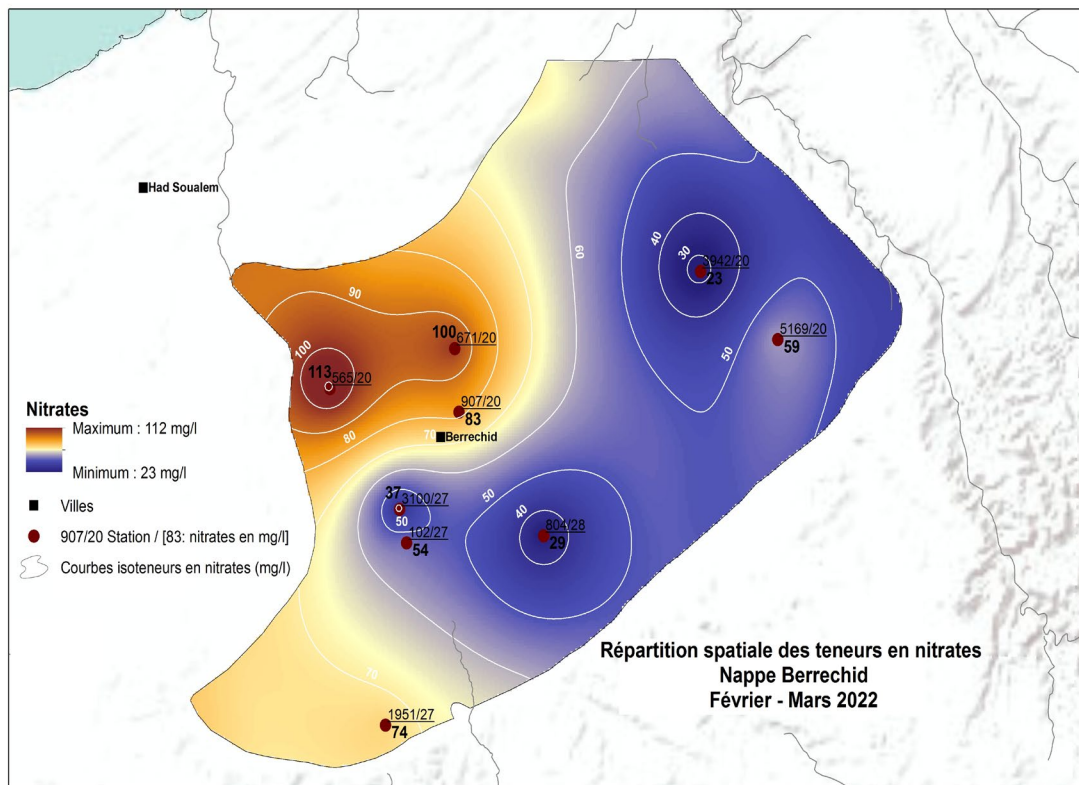 Had Soualem
60
40
30
3942/20
23
90
100
671/20
5169/20
59
50
100
113
565/20
907/20
83
80
70
Berrechid
Nitrates
Maximum : 112 mg/l
Minimum : 23 mg/l
Villes
907/20 Station / [83: nitrates en mg/l]
Courbes isoteneurs en nitrates (mg/l)
37
3100/27
50
102/27
54
50
40
804/28
29
70
1951/27
74
Répartition spatiale des teneurs en nitrates
Nappe Berrechid
Février - Mars 2022